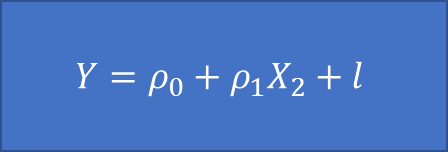 Y = ρ₀ + ρ₁X₂ + l